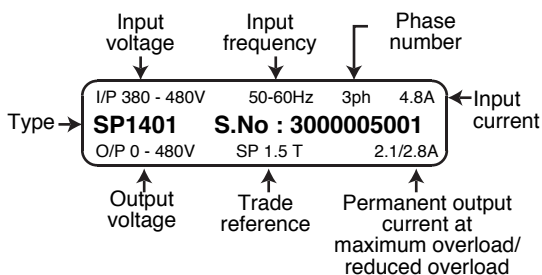 Input
voltage
Input
frequency
Phase
number
I/P 380 - 480V 50-60Hz 3ph 4.8A
Input
current
Type
SP1401 S.No : 3000005001
O/P 0 - 480V SP 1.5 T 2.1/2.8A
Output
voltage
Trade
reference
Permanent output
current at
maximum overload/
reduced overload